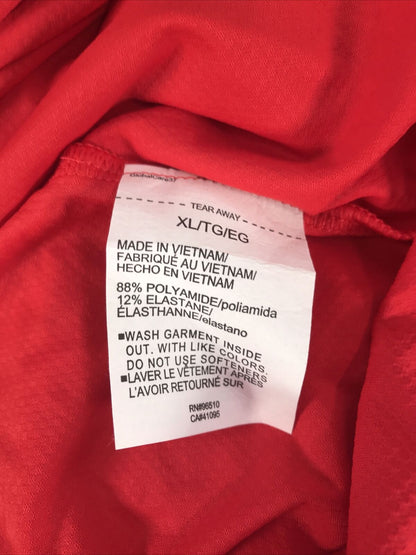 TEAR AWAY
XL/TG/EG
MADE IN VIETNAM/
FABRIQUÉ AU VIETNAM/
HECHO EN VIETNAM
88% POLYAMIDE/poliamida
12% ELASTANE/
ÉLASTHANNE/elastano
■WASH GARMENT INSIDE
OUT. WITH LIKE COLORS.
DO NOT USE SOFTENERS
■LAVER LE VÊTEMENT APRÈS
L'AVOIR RETOURNÉ SUR
RN#96510
CA#41095